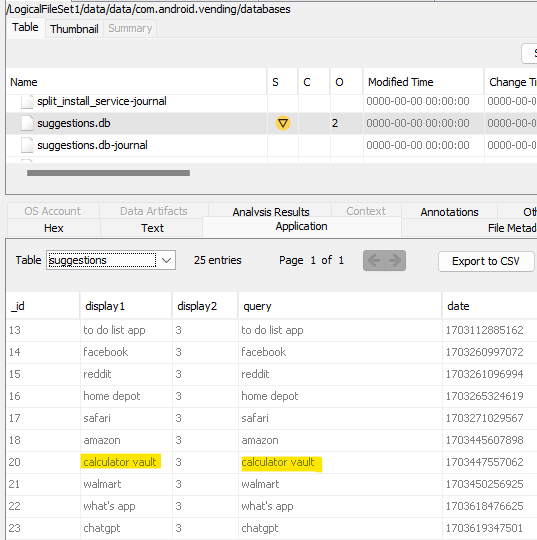 /LogicalFileSet1/data/data/com.android.vending/databases
Table Thumbnail Summary
Name S C O Modified Time Change Ti
split_install_service-journal 0000-00-00 00:00:00 0000-00-0
suggestions.db 2 0000-00-00 00:00:00 0000-00-0
suggestions.db-journal 0000-00-00 00:00:00 0000-00-0
OS Account Data Artifacts Analysis Results Context Annotations Ot
Hex Text Application File Metad
Table suggestions 25 entries Page 1 of 1 Export to CSV
_id display1 display2 query date
13 to do list app 3 to do list app 1703112885162
14 facebook 3 facebook 1703260997072
15 reddit 3 reddit 1703261096994
16 home depot 3 home depot 1703265324619
17 safari 3 safari 1703271029567
18 amazon 3 amazon 1703445607898
20 calculator vault 3 calculator vault 1703447557062
21 walmart 3 walmart 1703450256925
22 what's app 3 what's app 1703618476625
23 chatgpt 3 chatgpt 1703619347501